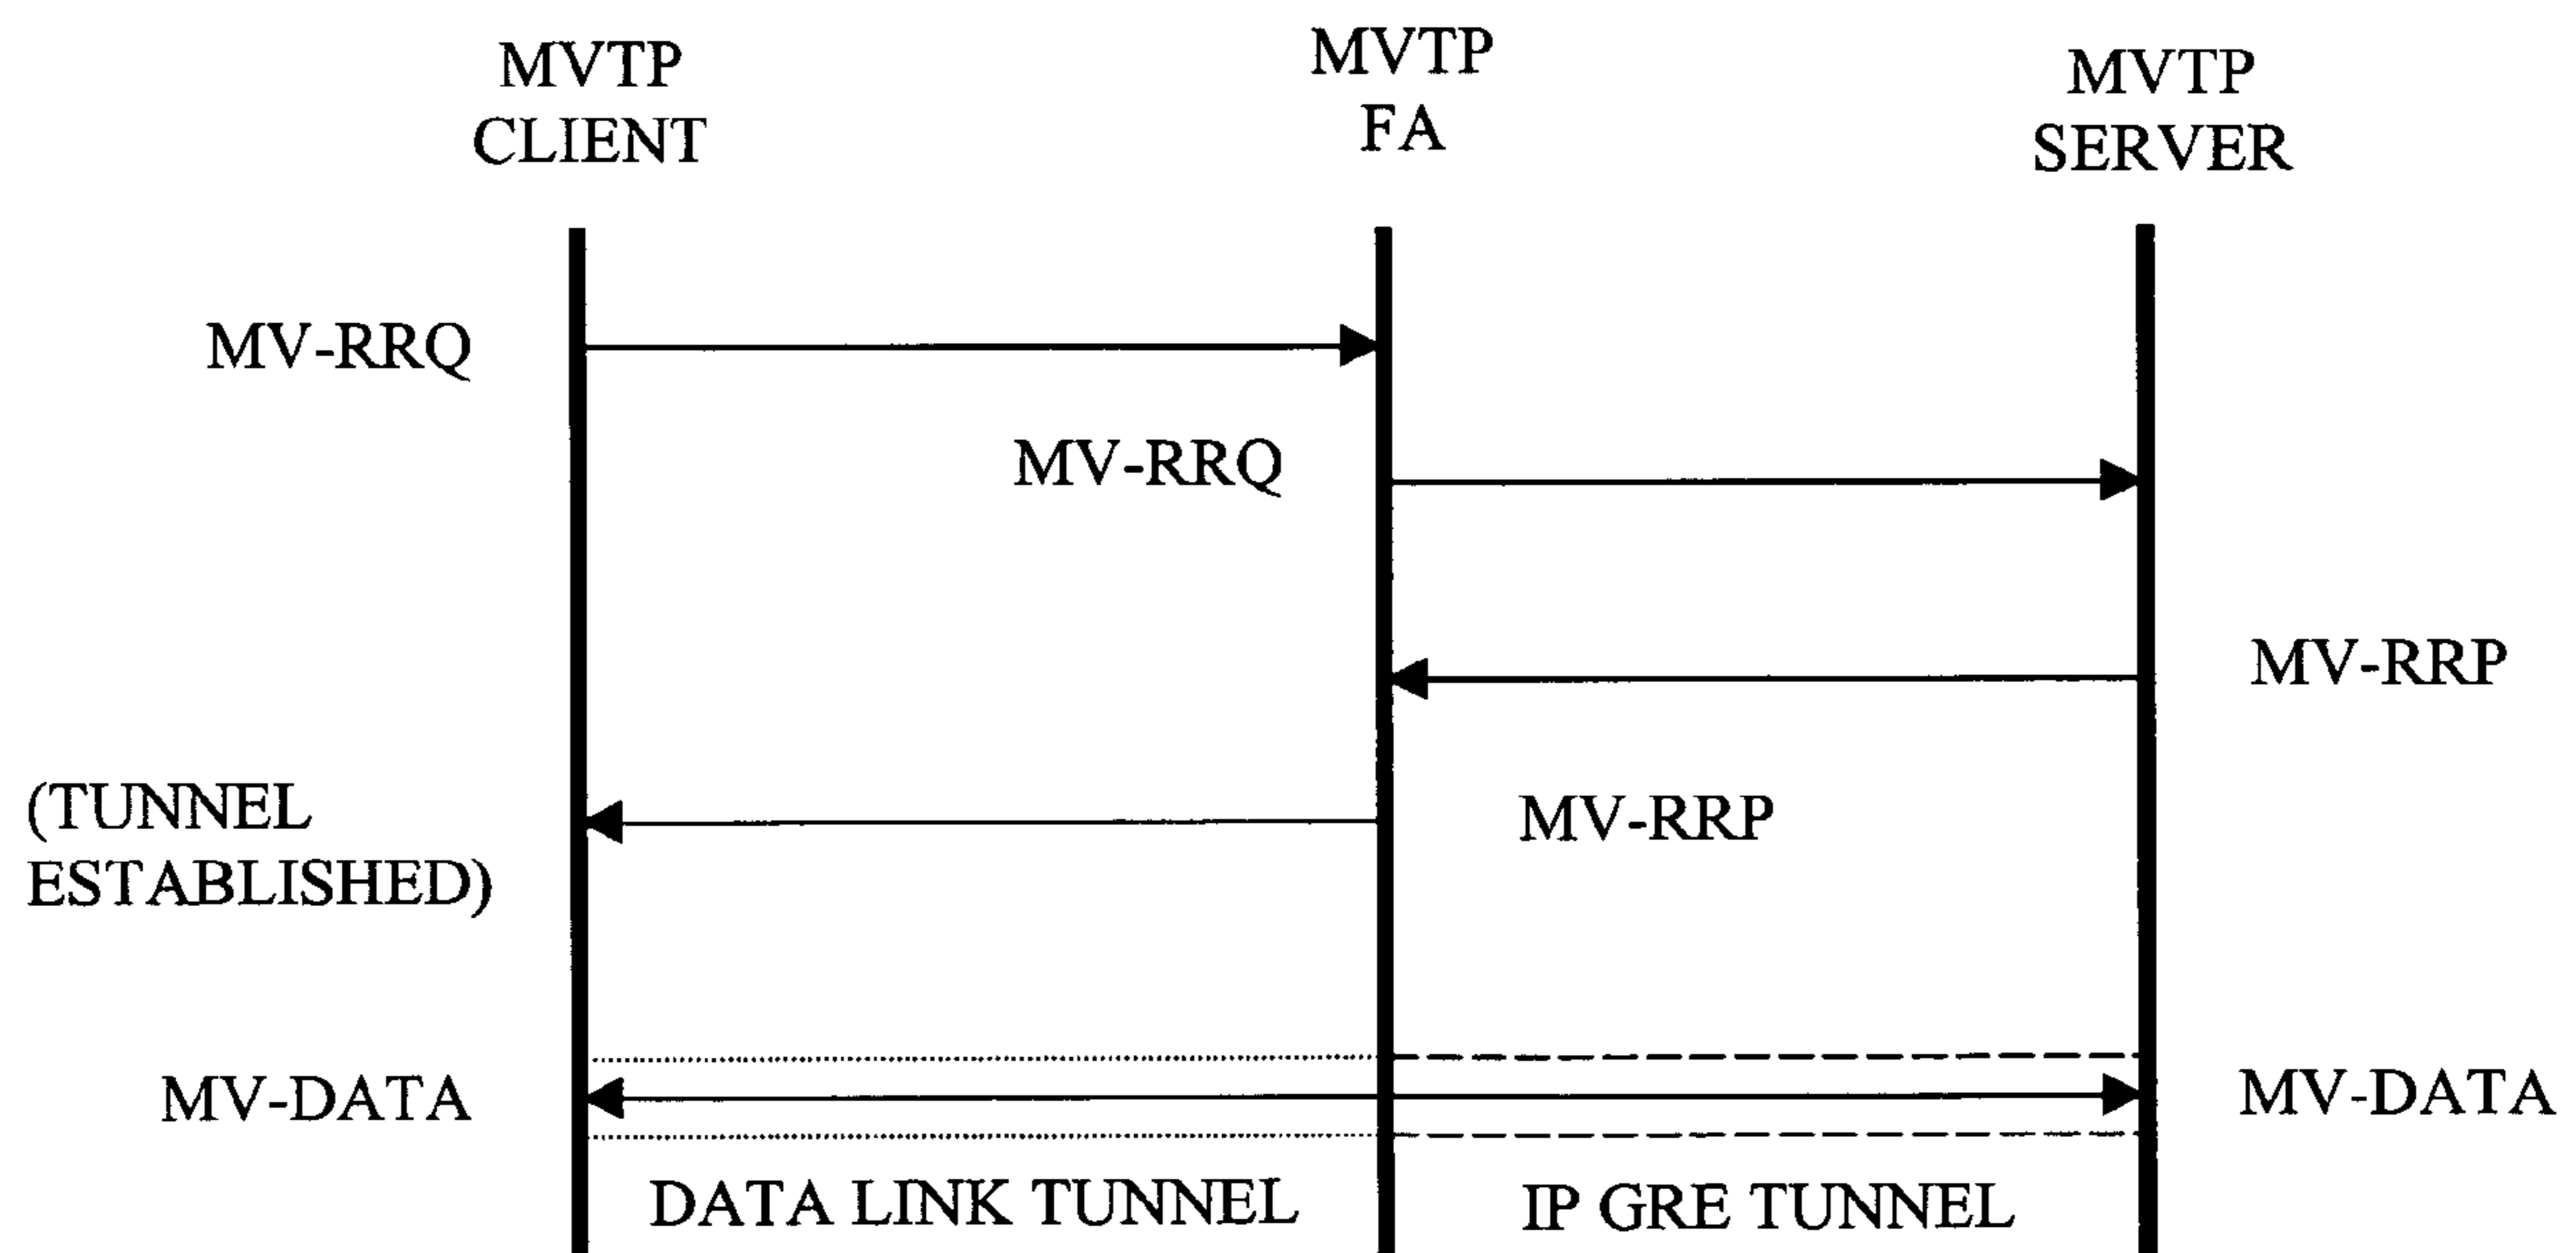 MVTP
CLIENT
MVTP
FA
MVTP
SERVER
MV-RRQ
MV-RRQ
MV-RRP
(TUNNEL
ESTABLISHED)
MV-RRP
MV-DATA
MV-DATA
DATA LINK TUNNEL
IP GRE TUNNEL